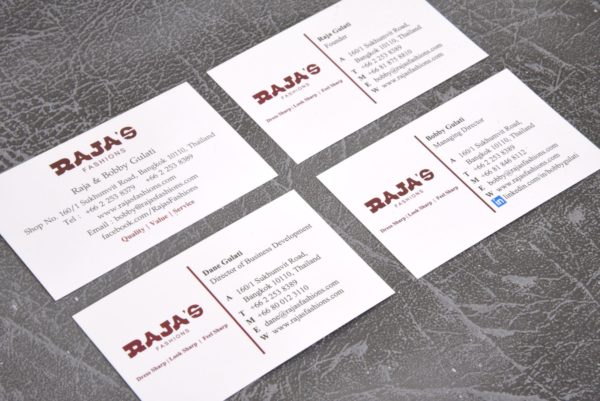 RAJA'S
FASHIONS
Raja & Bobby Gulati
Shop No. 160/1 Sukhumvit Road, Bangkok 10110, Thailand
Tel : +66 2 253 8379 +66 2 253 8389
www.rajasfashions.com
Email : bobby@rajasfashions.com
facebook.com/RajasFashions
Quality | Value | Service
RAJA'S
FASHIONS
Dress Sharp | Look Sharp | Feel Sharp
Raja Gulati
Founder
A 160/1 Sukhumvit Road,
Bangkok 10110, Thailand
T +66 2 253 8389
M +66 81 875 8810
E bobby@rajasfashions.com
W www.rajasfashions.com
RAJA'S
FASHIONS
Dress Sharp | Look Sharp | Feel Sharp
Dane Gulati
Director of Business Development
A 160/1 Sukhumvit Road,
Bangkok 10110, Thailand
T +66 2 253 8389
M +66 80 012 3110
E dane@rajasfashions.com
W www.rajasfashions.com
RAJA'S
FASHIONS
Dress Sharp | Look Sharp | Feel Sharp
Bobby Gulati
Managing Director
A 160/1 Sukhumvit Road,
Bangkok 10110, Thailand
T +66 2 253 8389
M +66 81 846 8112
E bobby@rajasfashions.com
W www.rajasfashions.com
in linkedin.com/in/bobbygulati